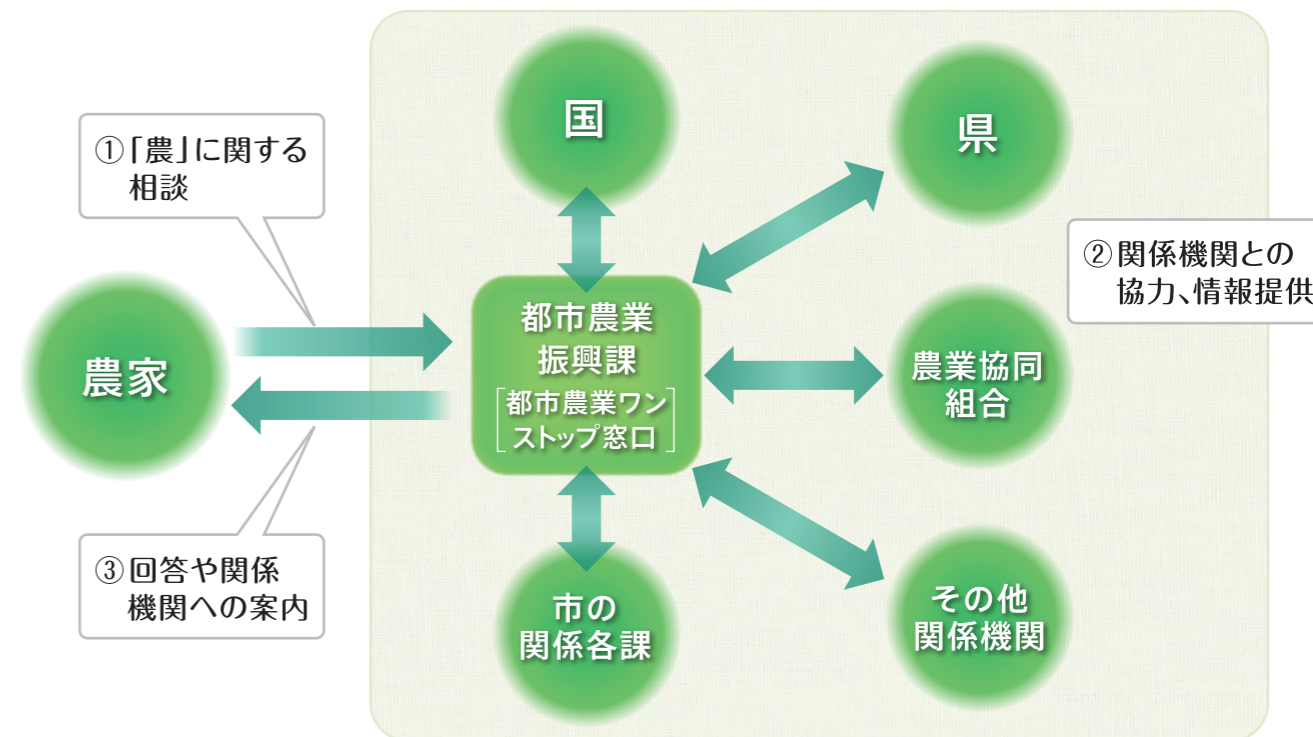 国
県
①「農」に関する
相談
②関係機関との
協力、情報提供
都市農業
振興課
[都市農業ワン
ストップ窓口]
農家
農業協同
組合
③回答や関係
機関への案内
市の
関係各課
その他
関係機関